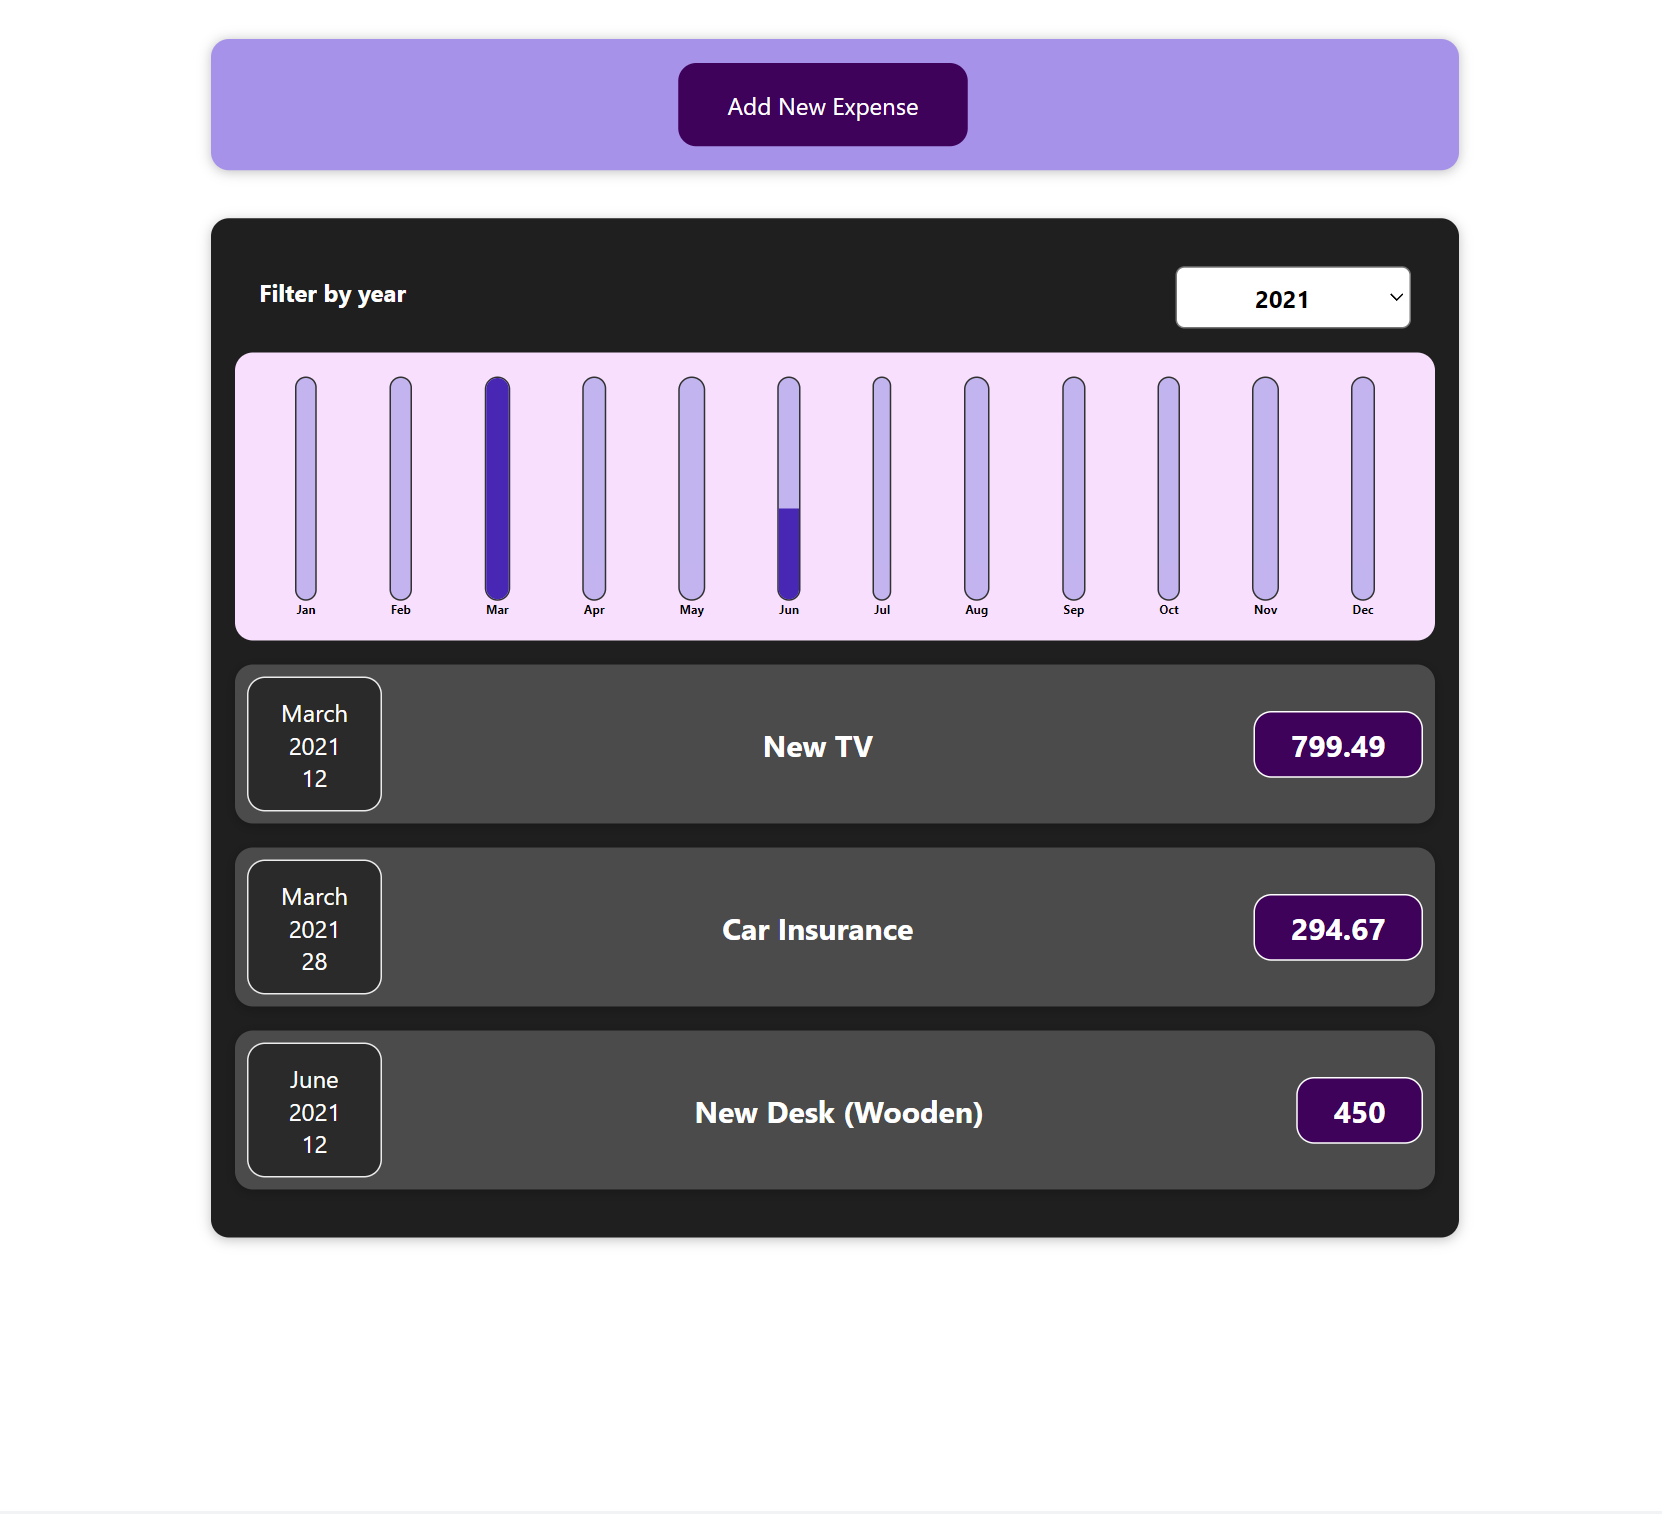 Add New Expense
Filter by year
2021
Jan Feb Mar Apr May Jun Jul Aug Sep Oct Nov Dec
March
2021
12
New TV
799.49
March
2021
28
Car Insurance
294.67
June
2021
12
New Desk (Wooden)
450